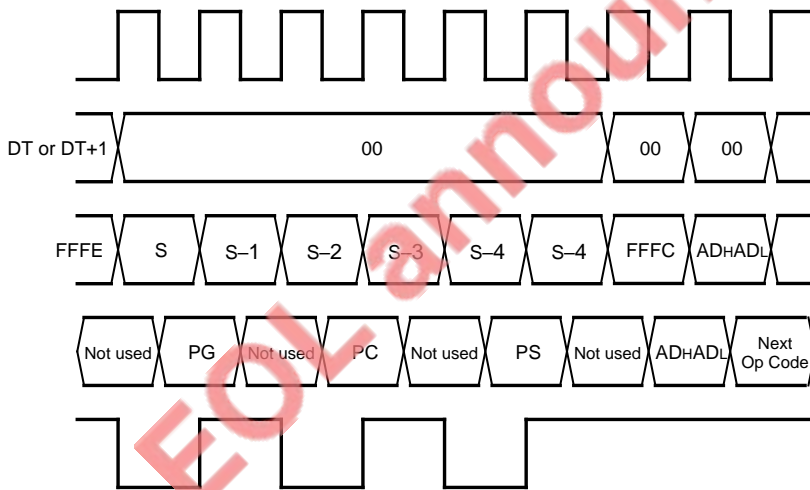 DT or DT+1 00 00 00
FFFE S S–1 S–2 S–3 S–4 S–4 FFFC ADHADL
Not used PG Not used PC Not used PS Not used ADHADL Next
Op Code
EOL announ